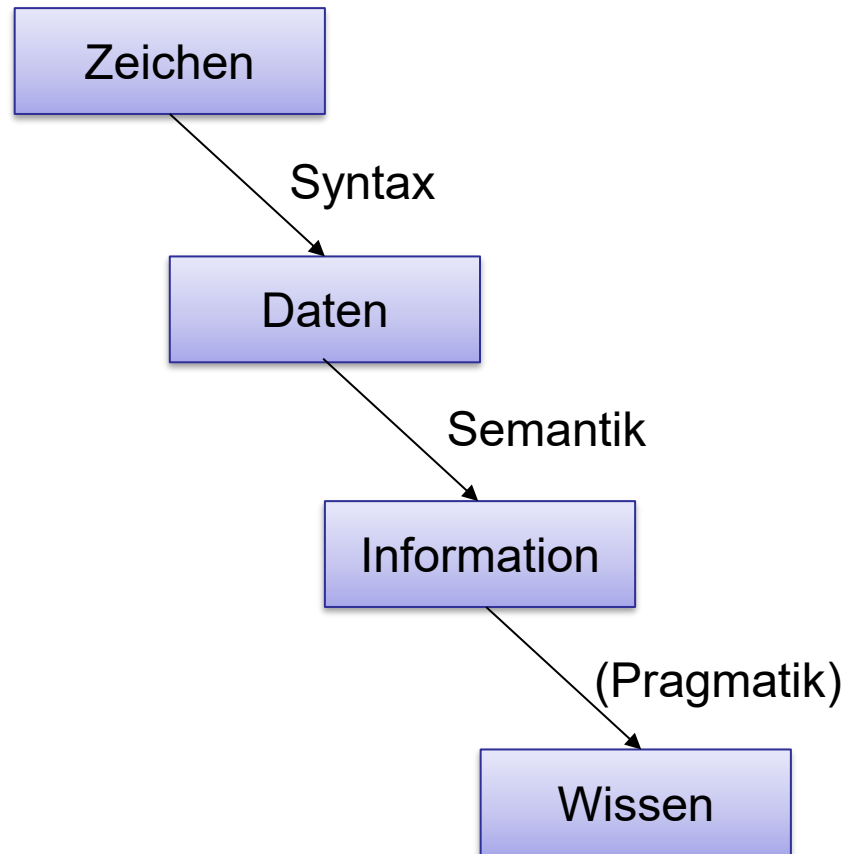 Zeichen
Syntax
Daten
Semantik
Information
(Pragmatik)
Wissen